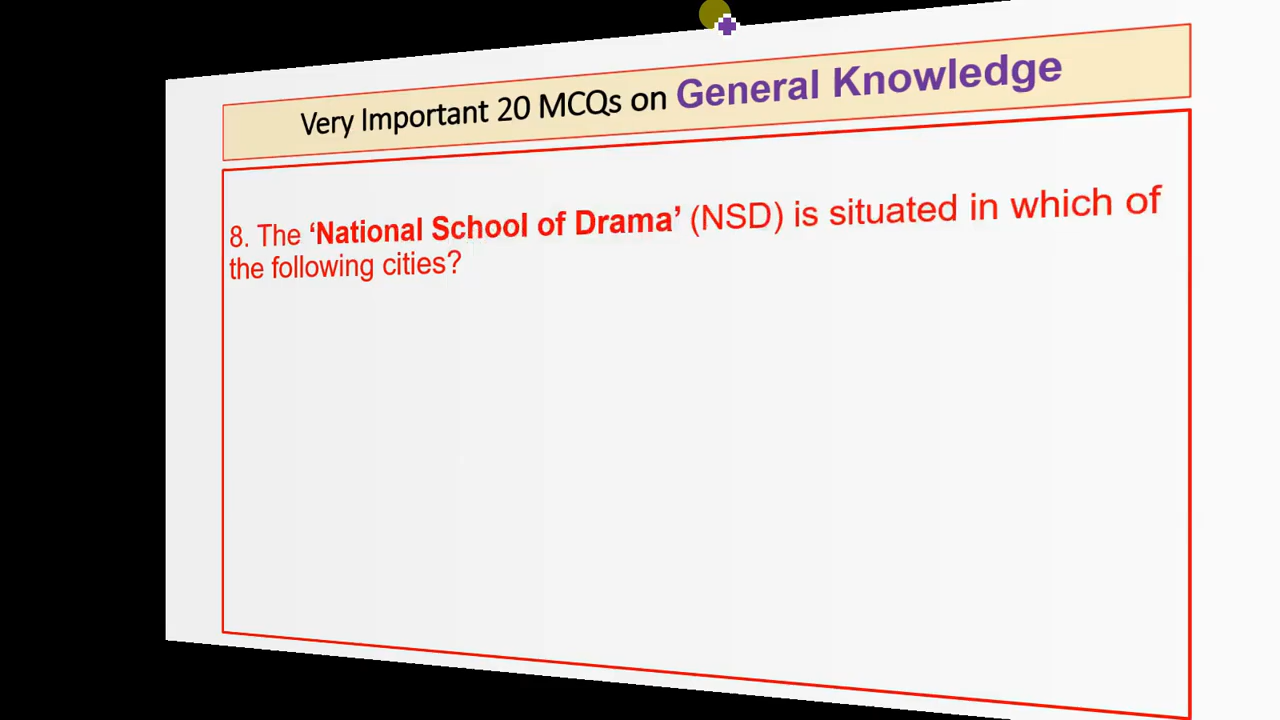 Very Important 20 MCQs on General Knowledge
8. The ‘National School of Drama’ (NSD) is situated in which of
the following cities?